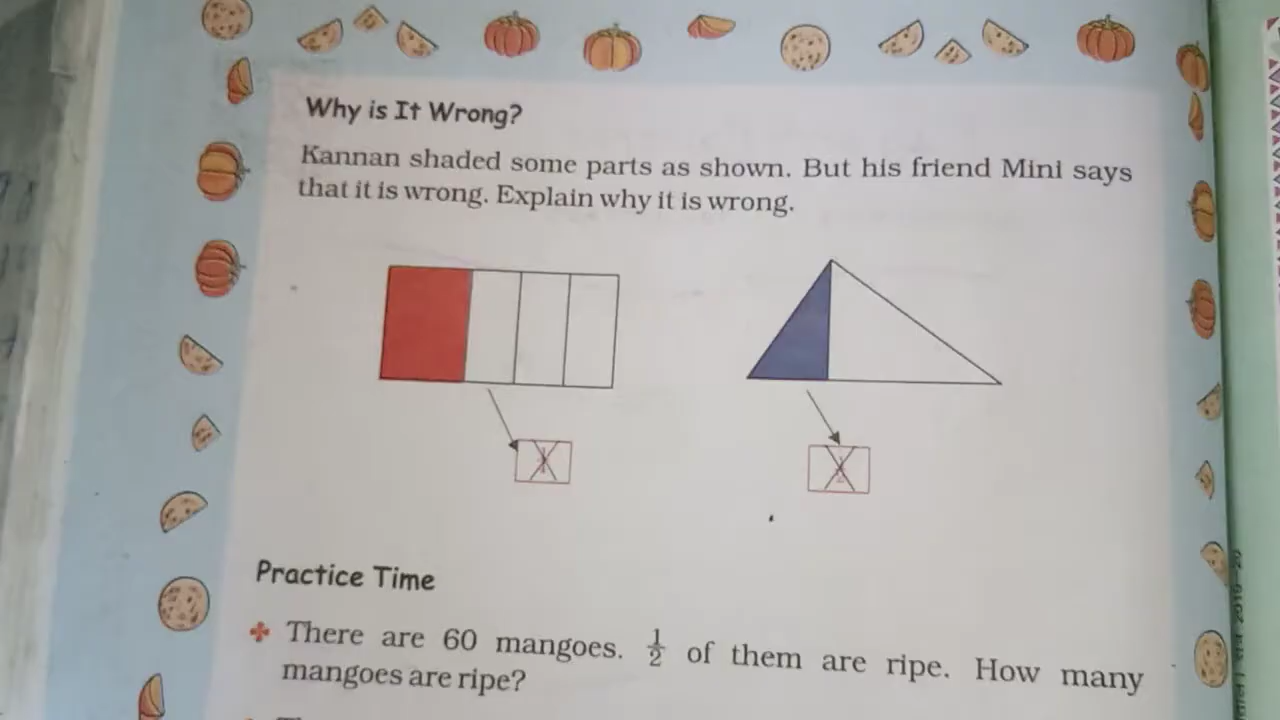 Why is It Wrong?
Kannan shaded some parts as shown. But his friend Mini says
that it is wrong. Explain why it is wrong.
Practice Time
There are 60 mangoes. 1/2 of them are ripe. How many
mangoes are ripe?